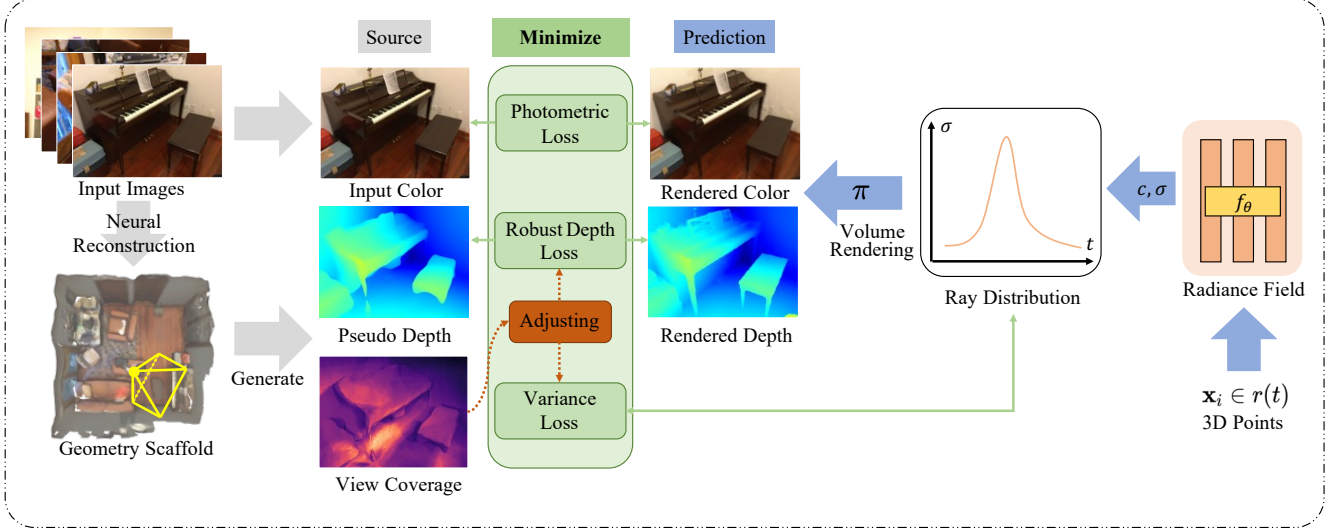 Source
Minimize
Prediction
Input Images
Neural
Reconstruction
Geometry Scaffold
Generate
Input Color
Pseudo Depth
View Coverage
Photometric
Loss
Robust Depth
Loss
Adjusting
Variance
Loss
Rendered Color
Rendered Depth
π
Volume
Rendering
σ
t
Ray Distribution
c, σ
f_θ
Radiance Field
x_i ∈ r(t)
3D Points